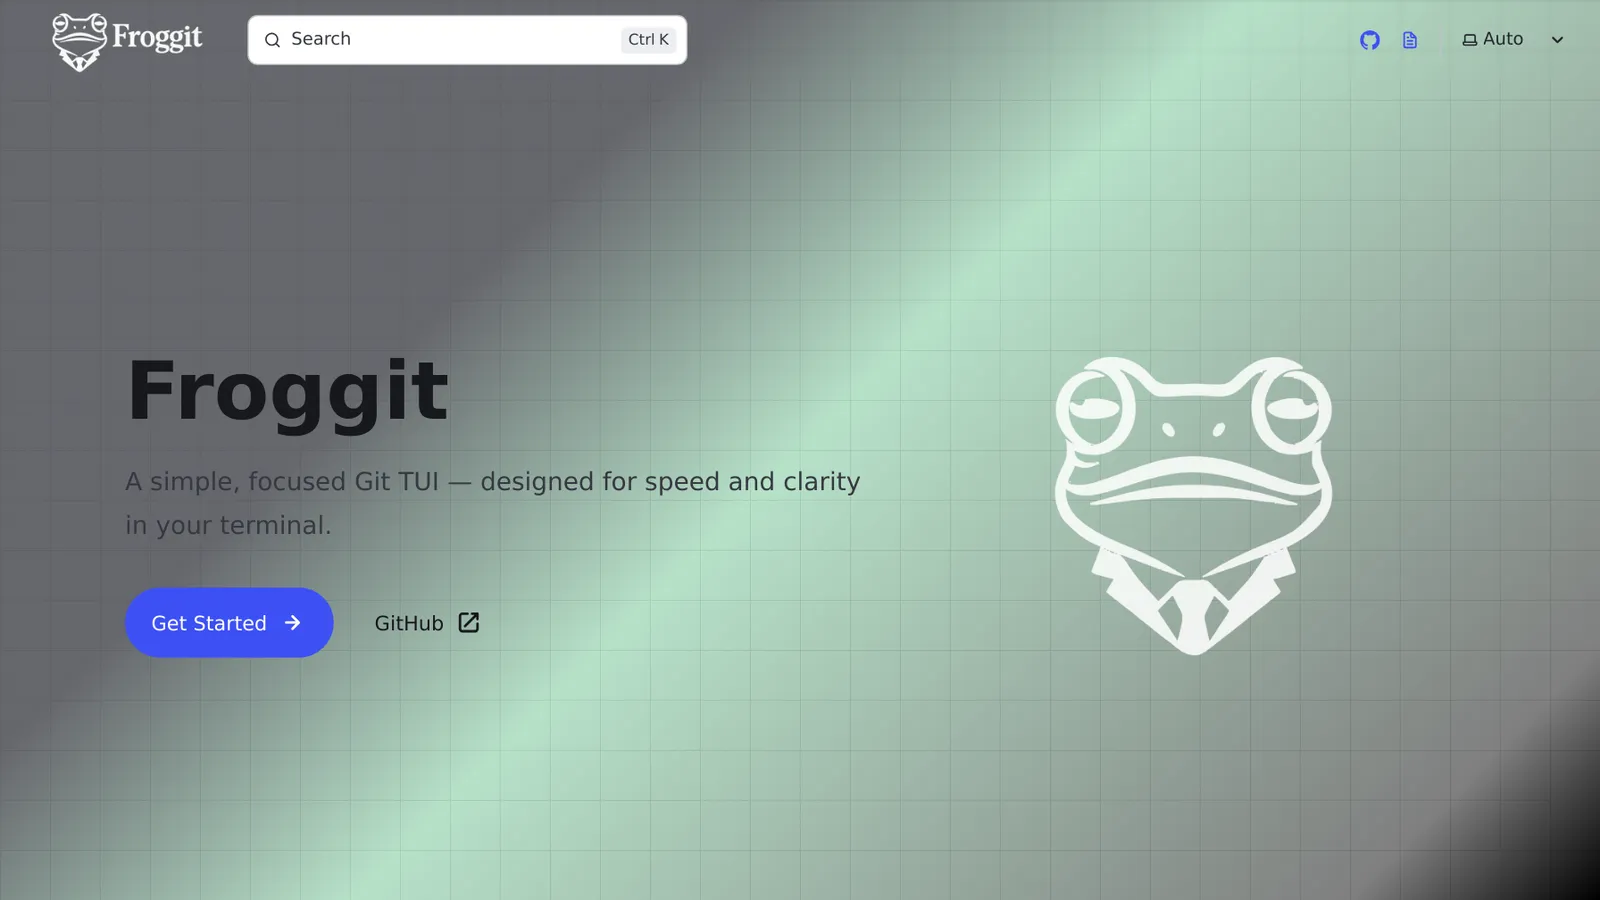 Froggit
Search
Ctrl K
Auto
Froggit
A simple, focused Git TUI — designed for speed and clarity
in your terminal.
Get Started
GitHub